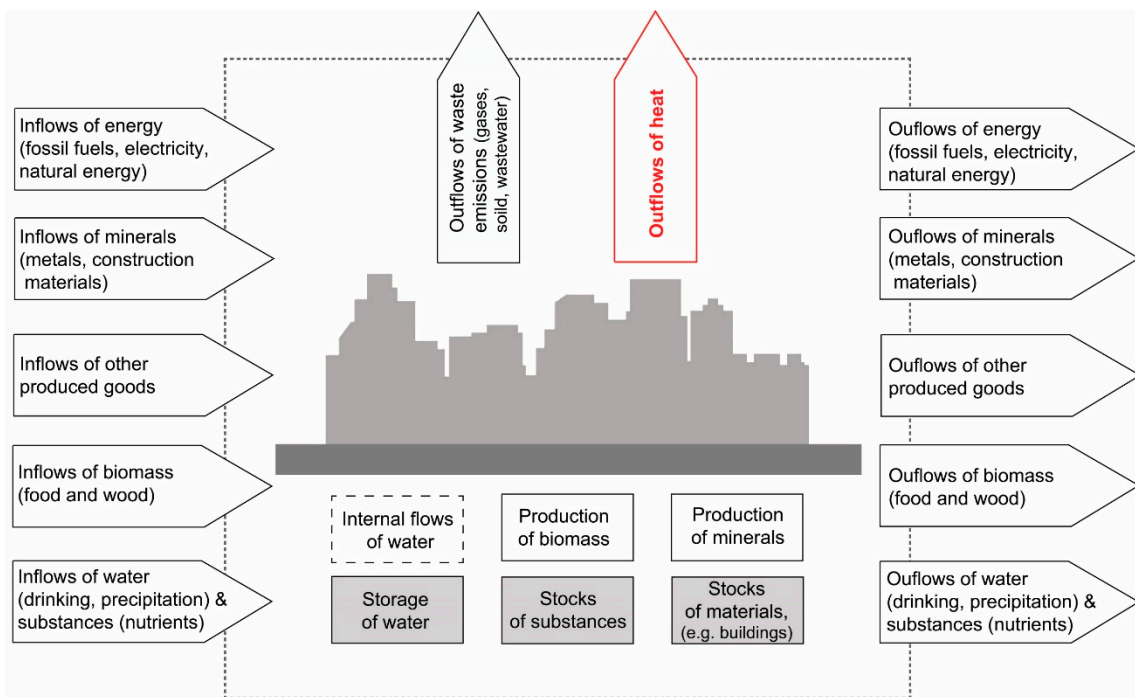 Outflows of waste
emissions (gases,
soild, wastewater)
Outflows of heat
Inflows of energy
(fossil fuels, electricity,
natural energy)
Inflows of minerals
(metals, construction
materials)
Inflows of other
produced goods
Inflows of biomass
(food and wood)
Inflows of water
(drinking, precipitation) &
substances (nutrients)
Internal flows
of water
Production
of biomass
Production
of minerals
Storage
of water
Stocks
of substances
Stocks
of materials,
(e.g. buildings)
Ouflows of energy
(fossil fuels, electricity,
natural energy)
Ouflows of minerals
(metals, construction
materials)
Ouflows of other
produced goods
Ouflows of biomass
(food and wood)
Ouflows of water
(drinking, precipitation) &
substances (nutrients)